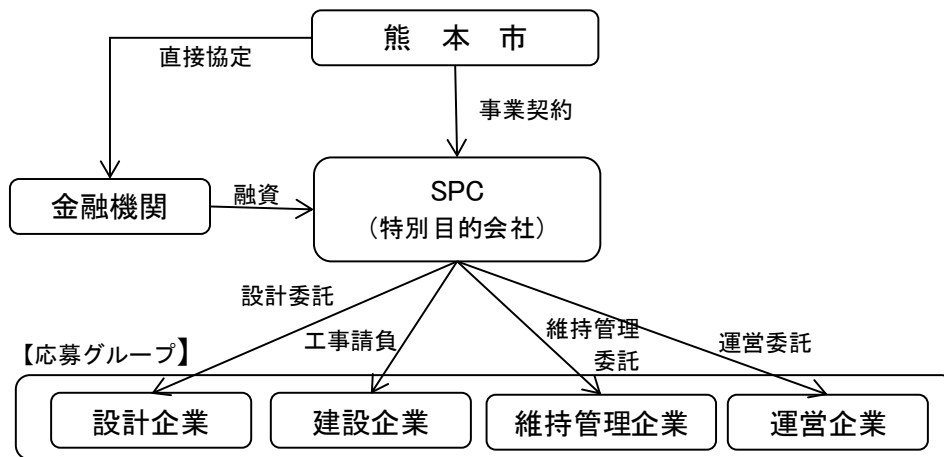 熊　本　市
直接協定
事業契約
金融機関
融資
SPC
（特別目的会社）
設計委託
工事請負
維持管理
委託
運営委託
【応募グループ】
設計企業
建設企業
維持管理企業
運営企業